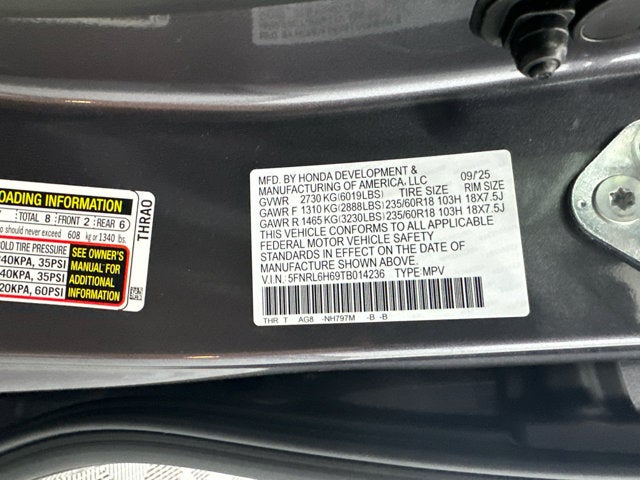 MFD. BY HONDA DEVELOPMENT & 09/'25
MANUFACTURING OF AMERICA, LLC
GVWR 2730 KG(6019LBS) TIRE SIZE RIM SIZE
GAWR F 1310 KG(2888LBS) 235/60R18 103H 18X7.5J
GAWR R 1465 KG(3230LBS) 235/60R18 103H 18X7.5J
THIS VEHICLE CONFORMS TO ALL APPLICABLE
FEDERAL MOTOR VEHICLE SAFETY
STANDARDS IN EFFECT ON THE DATE OF
MANUFACTURE SHOWN ABOVE.
V.I.N.: 5FNRL6H69TB014236 TYPE:MPV
THR T AG8 -NH797M -B -B
OADING INFORMATION
TOTAL 8 FRONT 2 REAR 6
o should never exceed 608 kg or 1340 lbs.
OLD TIRE PRESSURE
240KPA, 35PSI
240KPA, 35PSI
20KPA, 60PSI
SEE OWNER'S
MANUAL FOR
ADDITIONAL
INFORMATION
THRA0